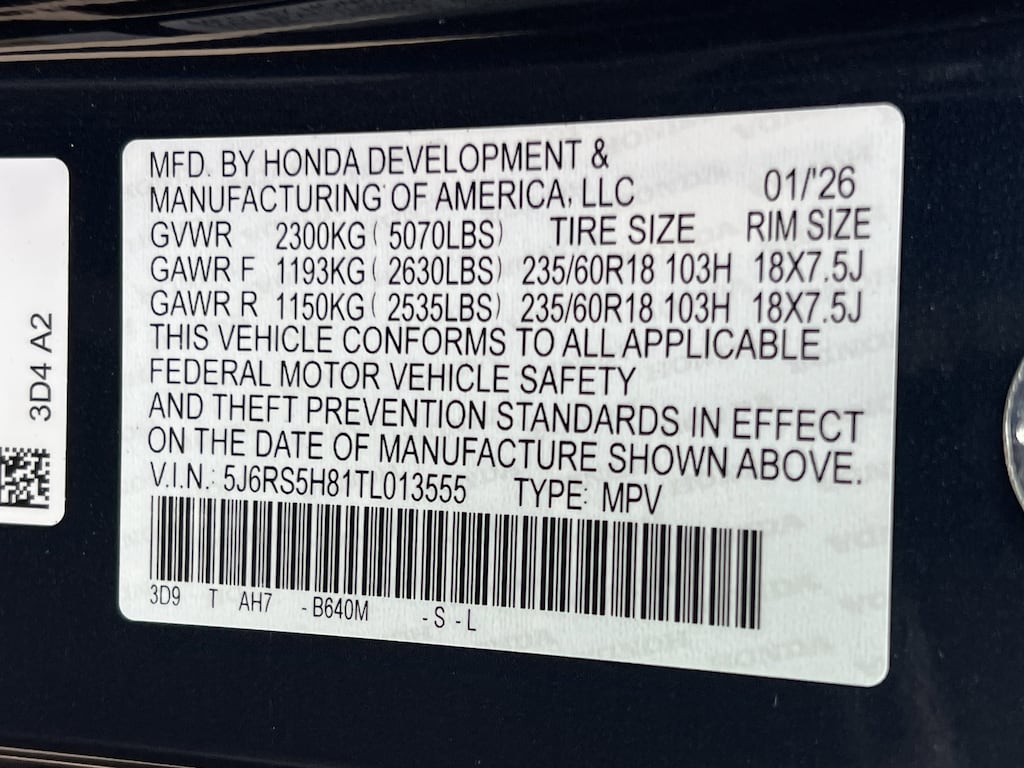 MFD. BY HONDA DEVELOPMENT &
MANUFACTURING OF AMERICA, LLC 01/'26
GVWR 2300KG ( 5070LBS) TIRE SIZE RIM SIZE
GAWR F 1193KG ( 2630LBS) 235/60R18 103H 18X7.5J
GAWR R 1150KG ( 2535LBS) 235/60R18 103H 18X7.5J
THIS VEHICLE CONFORMS TO ALL APPLICABLE
FEDERAL MOTOR VEHICLE SAFETY
AND THEFT PREVENTION STANDARDS IN EFFECT
ON THE DATE OF MANUFACTURE SHOWN ABOVE.
V.I.N.: 5J6RS5H81TL013555 TYPE: MPV
3D9 T AH7 - B640M - S - L
3D4 A2